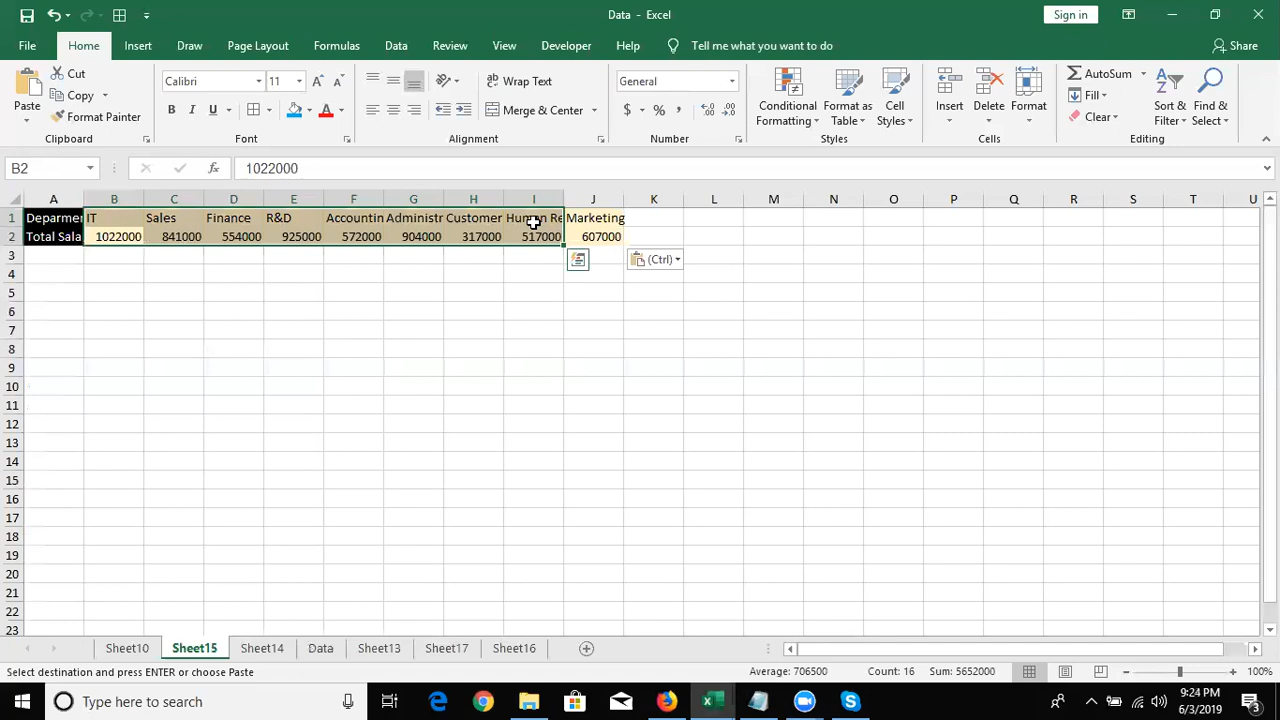 Data - Excel
Sign in
File Home Insert Draw Page Layout Formulas Data Review View Developer Help Tell me what you want to do Share
Paste
Cut
Copy
Format Painter
Clipboard
Calibri 11
B I U
Font
Wrap Text
Merge & Center
Alignment
General
$ % ,
Number
Conditional Formatting
Format as Table
Cell Styles
Styles
Insert
Delete
Format
Cells
AutoSum
Fill
Clear
Sort & Filter
Find & Select
Editing
B2 fx 1022000
A B C D E F G H I J K L M N O P Q R S T U
1 Deparmen IT Sales Finance R&D Accountin Administr Customer Human Re Marketing
2 Total Sala 1022000 841000 554000 925000 572000 904000 317000 517000 607000
3 (Ctrl)
4
5
6
7
8
9
10
11
12
13
14
15
16
17
18
19
20
21
22
23
Sheet10 Sheet15 Sheet14 Data Sheet13 Sheet17 Sheet16
Select destination and press ENTER or choose Paste Average: 706500 Count: 16 Sum: 5652000 100%
Type here to search
9:24 PM
6/3/2019
3